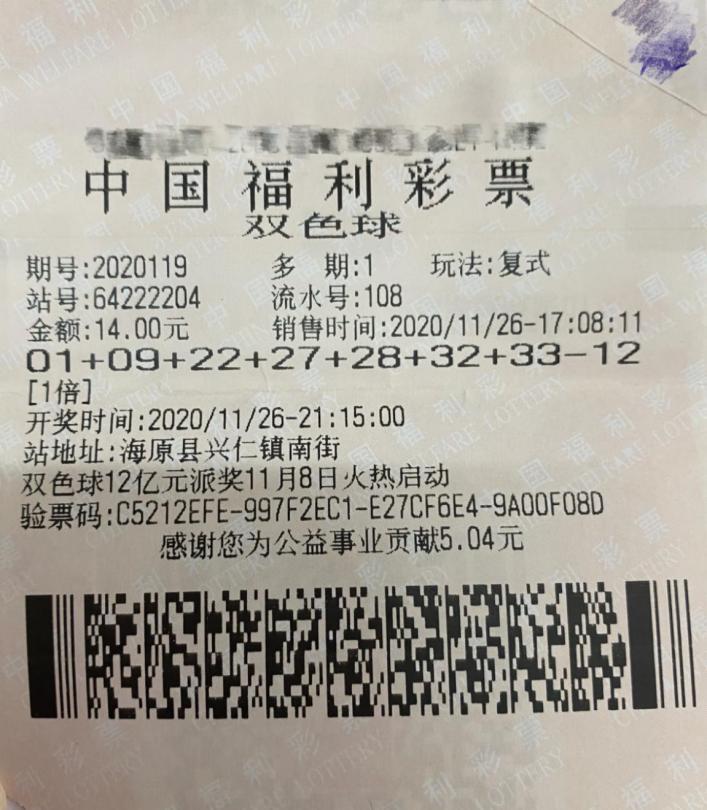 中国福利彩票
双色球
期号:2020119 多 期:1 玩法:复式
站号:64222204 流水号:108
金额:14.00元 销售时间:2020/11/26-17:08:11
01+09+22+27+28+32+33-12
[1倍]
开奖时间:2020/11/26-21:15:00
站地址:海原县兴仁镇南街
双色球12亿元派奖11月8日火热启动
验票码:C5212EFE-997F2EC1-E27CF6E4-9A00F08D
感谢您为公益事业贡献5.04元